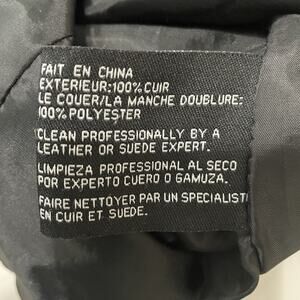 FAIT EN CHINA
EXTERIEUR:100% CUIR
LE COUER/LA MANCHE DOUBLURE:
100% POLYESTER
CLEAN PROFESSIONALLY BY A
LEATHER OR SUEDE EXPERT.
LIMPIEZA PROFESSIONAL AL SECO
POR EXPERTO CUERO O GAMUZA.
FAIRE NETTOYER PAR UN SPECIALIST
EN CUIR ET SUEDE.